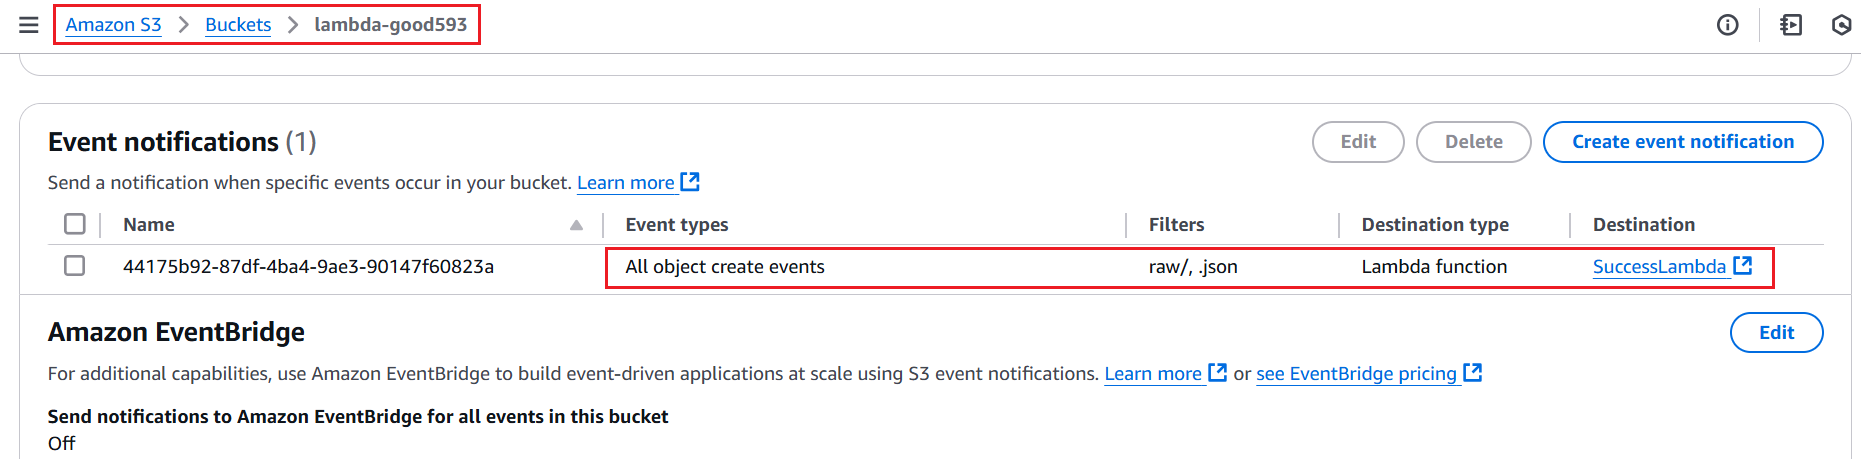 Amazon S3 > Buckets > lambda-good593
Event notifications (1)
Edit Delete Create event notification
Send a notification when specific events occur in your bucket. Learn more
Name Event types Filters Destination type Destination
44175b92-87df-4ba4-9ae3-90147f60823a All object create events raw/, .json Lambda function SuccessLambda
Amazon EventBridge
Edit
For additional capabilities, use Amazon EventBridge to build event-driven applications at scale using S3 event notifications. Learn more or see EventBridge pricing
Send notifications to Amazon EventBridge for all events in this bucket
Off